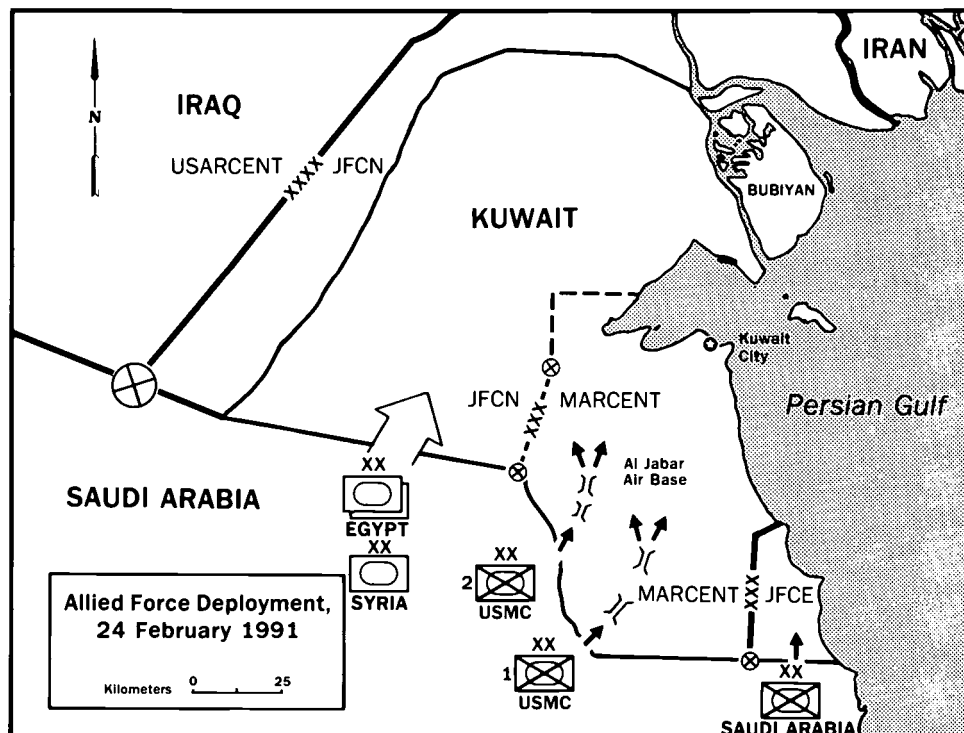 IRAN
N
IRAQ
USARCENT XXXX JFCN
BUBIYAN
KUWAIT
Kuwait
City
JFCN XXX MARCENT
Persian Gulf
Al Jabar
Air Base
XX
SAUDI ARABIA
EGYPT
XX
SYRIA
XX
2
USMC
MARCENT XXX JFCE
Allied Force Deployment,
24 February 1991
Kilometers 0 25
XX
1
USMC
XX
SAUDI ARABIA